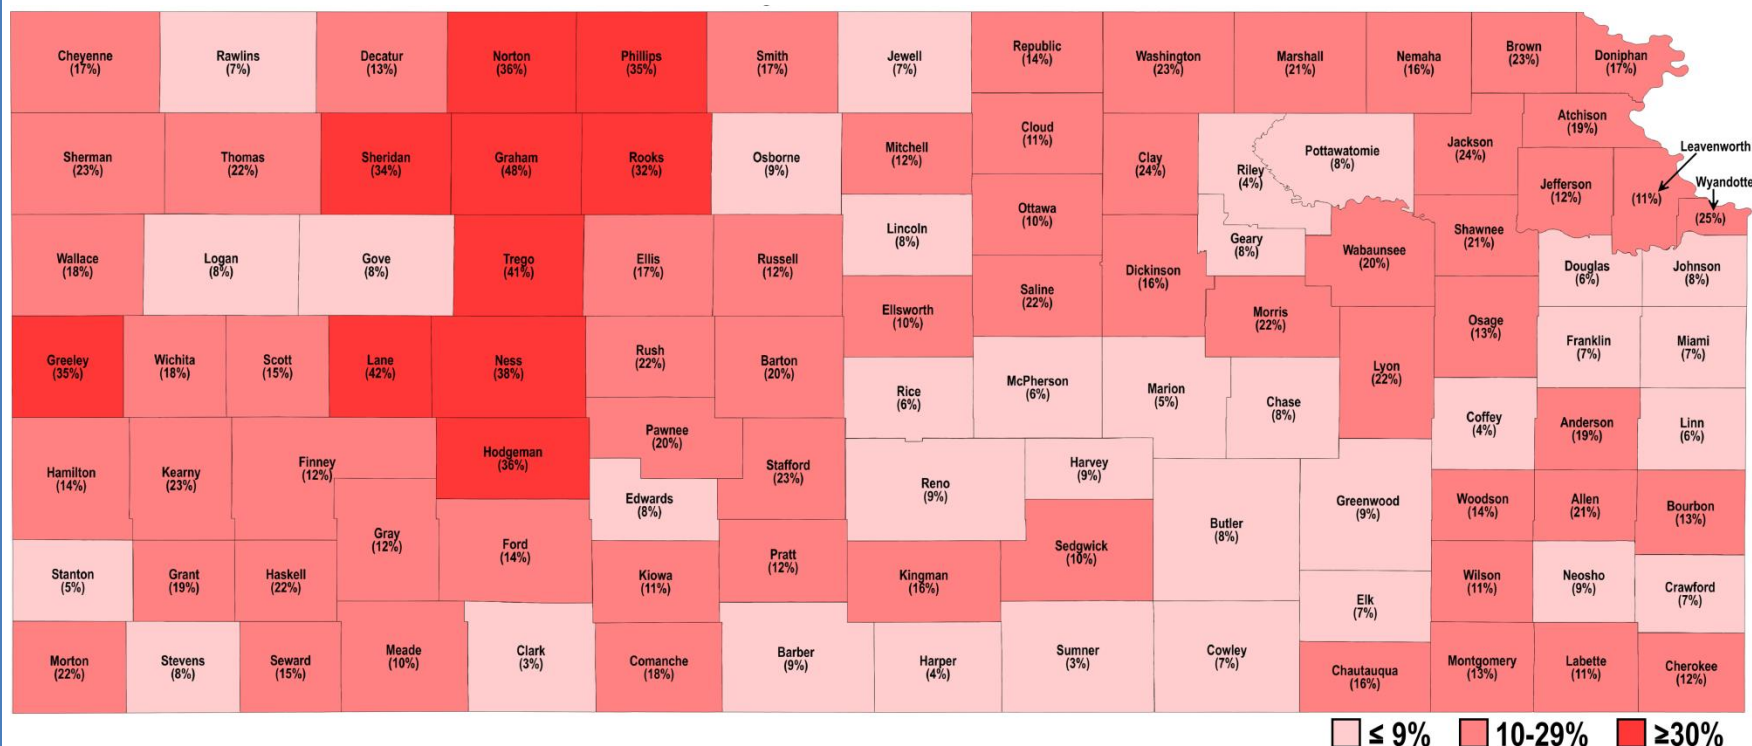 Cheyenne
(17%)
Rawlins
(7%)
Decatur
(13%)
Norton
(36%)
Phillips
(35%)
Smith
(17%)
Jewell
(7%)
Republic
(14%)
Washington
(23%)
Marshall
(21%)
Nemaha
(16%)
Brown
(23%)
Doniphan
(17%)
Sherman
(23%)
Thomas
(22%)
Sheridan
(34%)
Graham
(48%)
Rooks
(32%)
Osborne
(9%)
Mitchell
(12%)
Cloud
(11%)
Clay
(24%)
Riley
(4%)
Pottawatomie
(8%)
Jackson
(24%)
Atchison
(19%)
Leavenworth
(11%)
Wyandotte
(25%)
Jefferson
(12%)
Wallace
(18%)
Logan
(8%)
Gove
(8%)
Trego
(41%)
Ellis
(17%)
Russell
(12%)
Lincoln
(8%)
Ottawa
(10%)
Geary
(8%)
Wabaunsee
(20%)
Shawnee
(21%)
Douglas
(6%)
Johnson
(8%)
Ellsworth
(10%)
Saline
(22%)
Dickinson
(16%)
Morris
(22%)
Osage
(13%)
Franklin
(7%)
Miami
(7%)
Greeley
(35%)
Wichita
(18%)
Scott
(15%)
Lane
(42%)
Ness
(38%)
Rush
(22%)
Barton
(20%)
Rice
(6%)
McPherson
(6%)
Marion
(5%)
Chase
(8%)
Lyon
(22%)
Coffey
(4%)
Anderson
(19%)
Linn
(6%)
Hamilton
(14%)
Kearny
(23%)
Finney
(12%)
Hodgeman
(36%)
Pawnee
(20%)
Stafford
(23%)
Edwards
(8%)
Reno
(9%)
Harvey
(9%)
Butler
(8%)
Greenwood
(9%)
Woodson
(14%)
Allen
(21%)
Bourbon
(13%)
Gray
(12%)
Ford
(14%)
Stanton
(5%)
Grant
(19%)
Haskell
(22%)
Kiowa
(11%)
Pratt
(12%)
Kingman
(16%)
Sedgwick
(10%)
Elk
(7%)
Wilson
(11%)
Neosho
(9%)
Crawford
(7%)
Morton
(22%)
Stevens
(8%)
Seward
(15%)
Meade
(10%)
Clark
(3%)
Comanche
(18%)
Barber
(9%)
Harper
(4%)
Sumner
(3%)
Cowley
(7%)
Chautauqua
(16%)
Montgomery
(13%)
Labette
(11%)
Cherokee
(12%)
≤ 9% 10-29% ≥30%